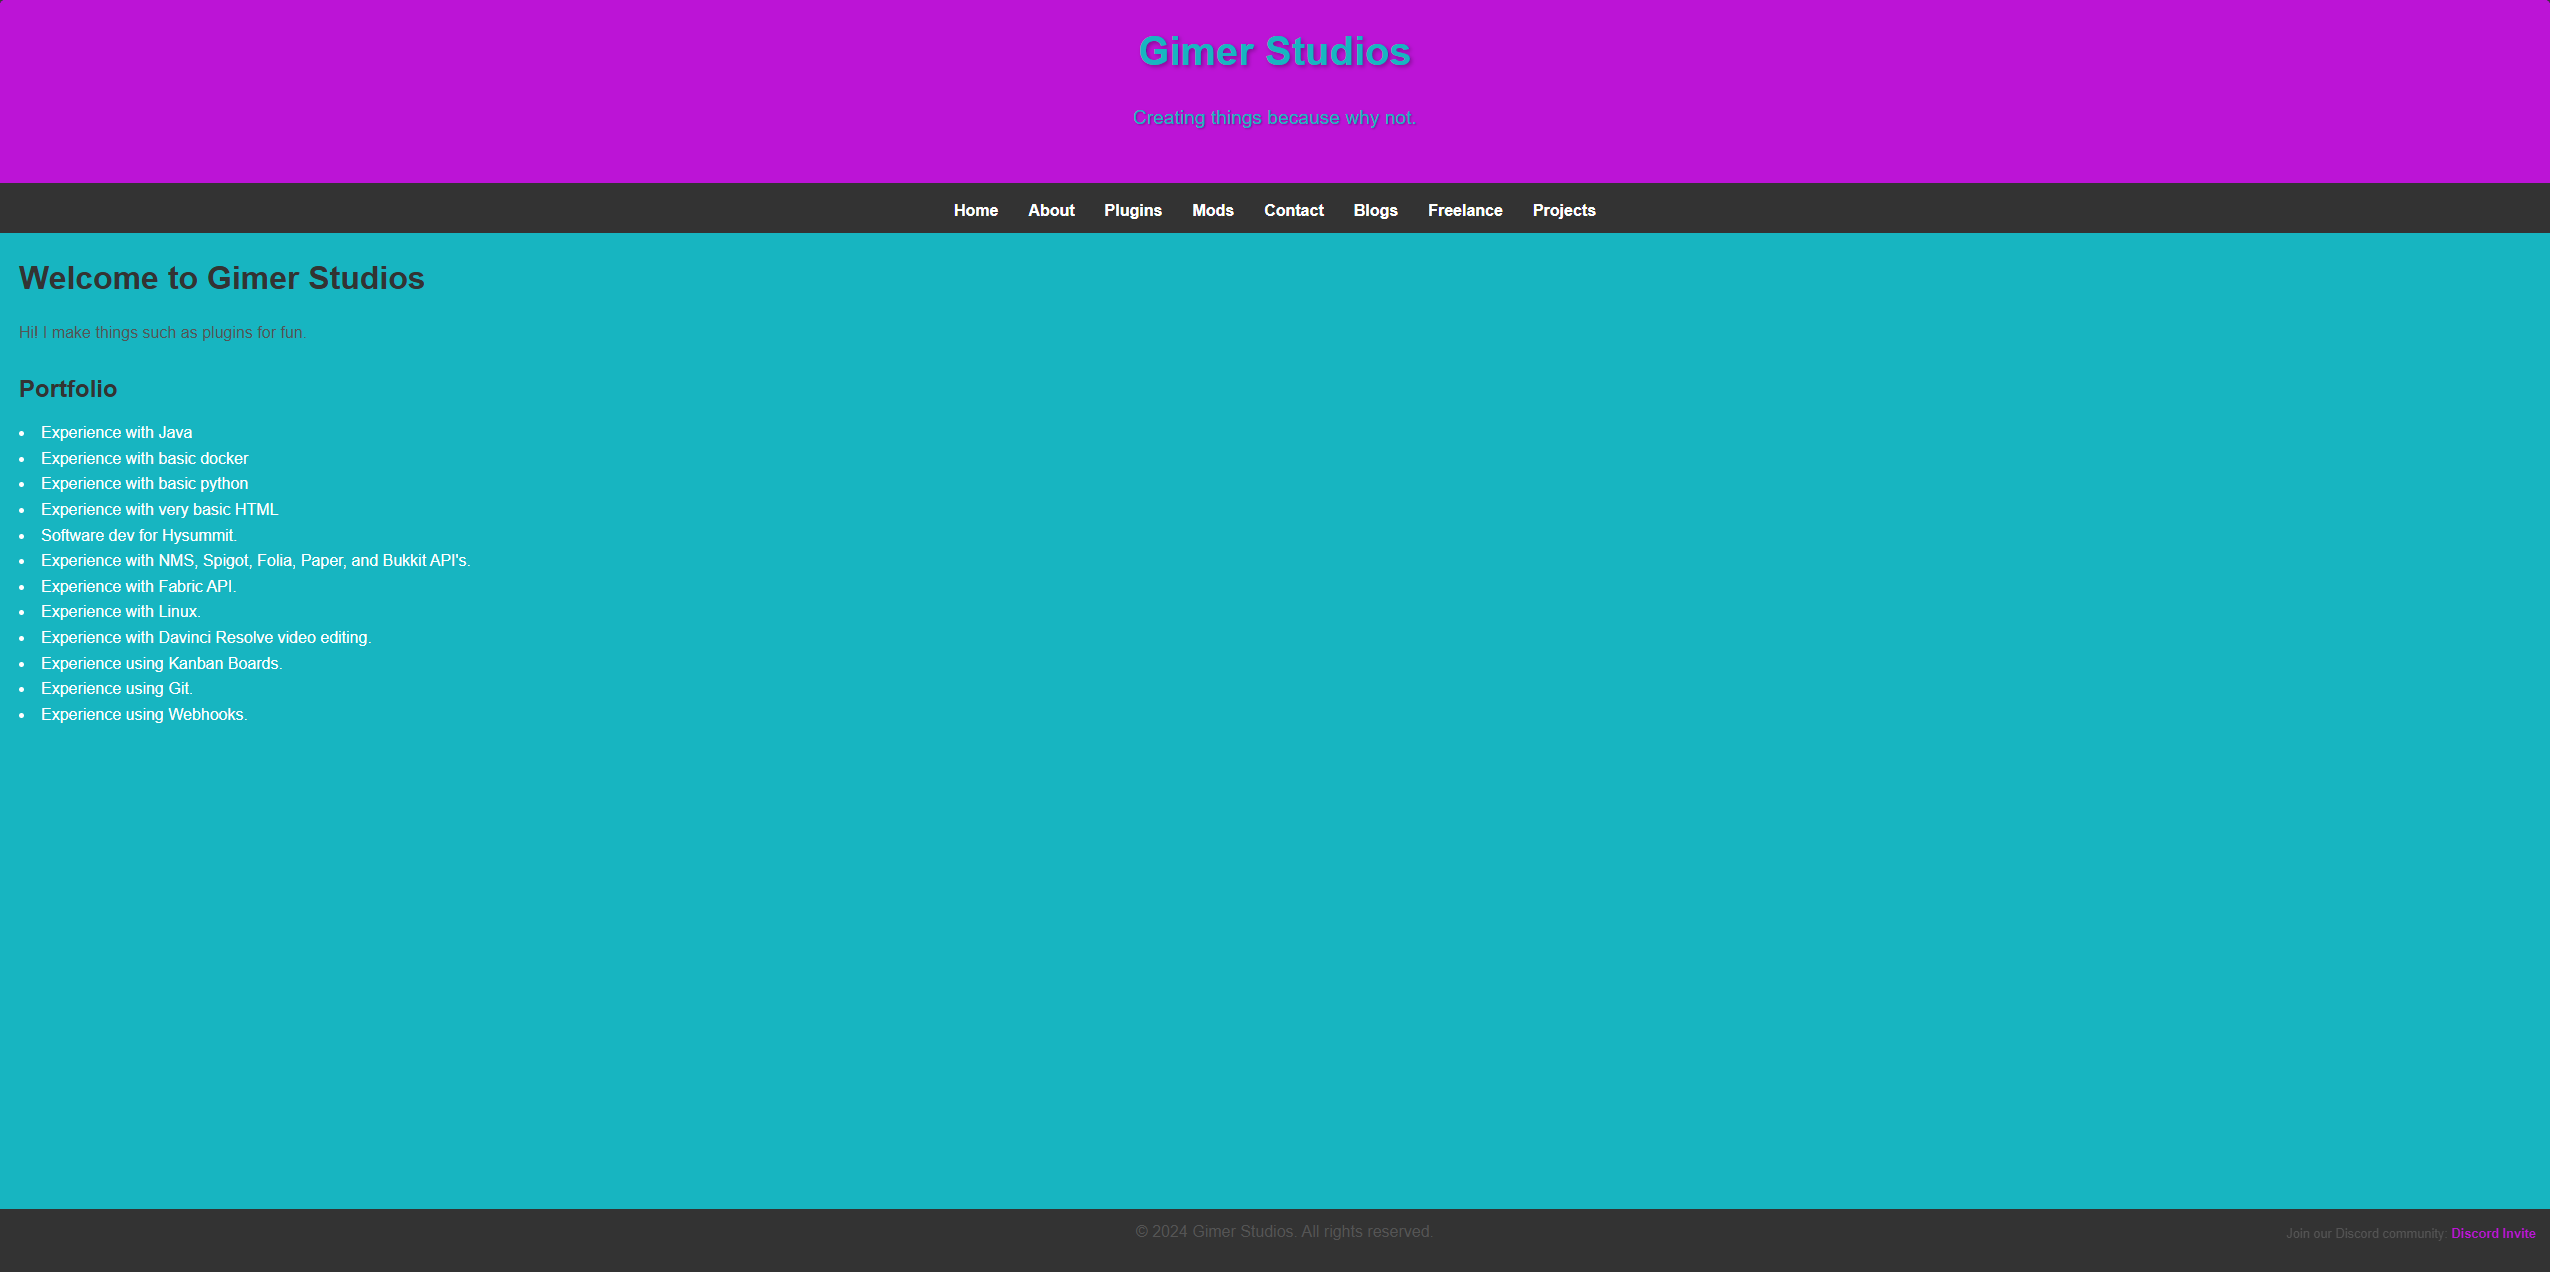 Gimer Studios
Creating things because why not.
Home About Plugins Mods Contact Blogs Freelance Projects
Welcome to Gimer Studios
Hi! I make things such as plugins for fun.
Portfolio
• Experience with Java
• Experience with basic docker
• Experience with basic python
• Experience with very basic HTML
• Software dev for Hysummit.
• Experience with NMS, Spigot, Folia, Paper, and Bukkit API's.
• Experience with Fabric API.
• Experience with Linux.
• Experience with Davinci Resolve video editing.
• Experience using Kanban Boards.
• Experience using Git.
• Experience using Webhooks.
© 2024 Gimer Studios. All rights reserved.
Join our Discord community: Discord Invite